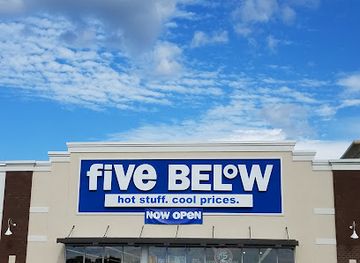 five BELOW
hot stuff. cool prices.
NOW OPEN